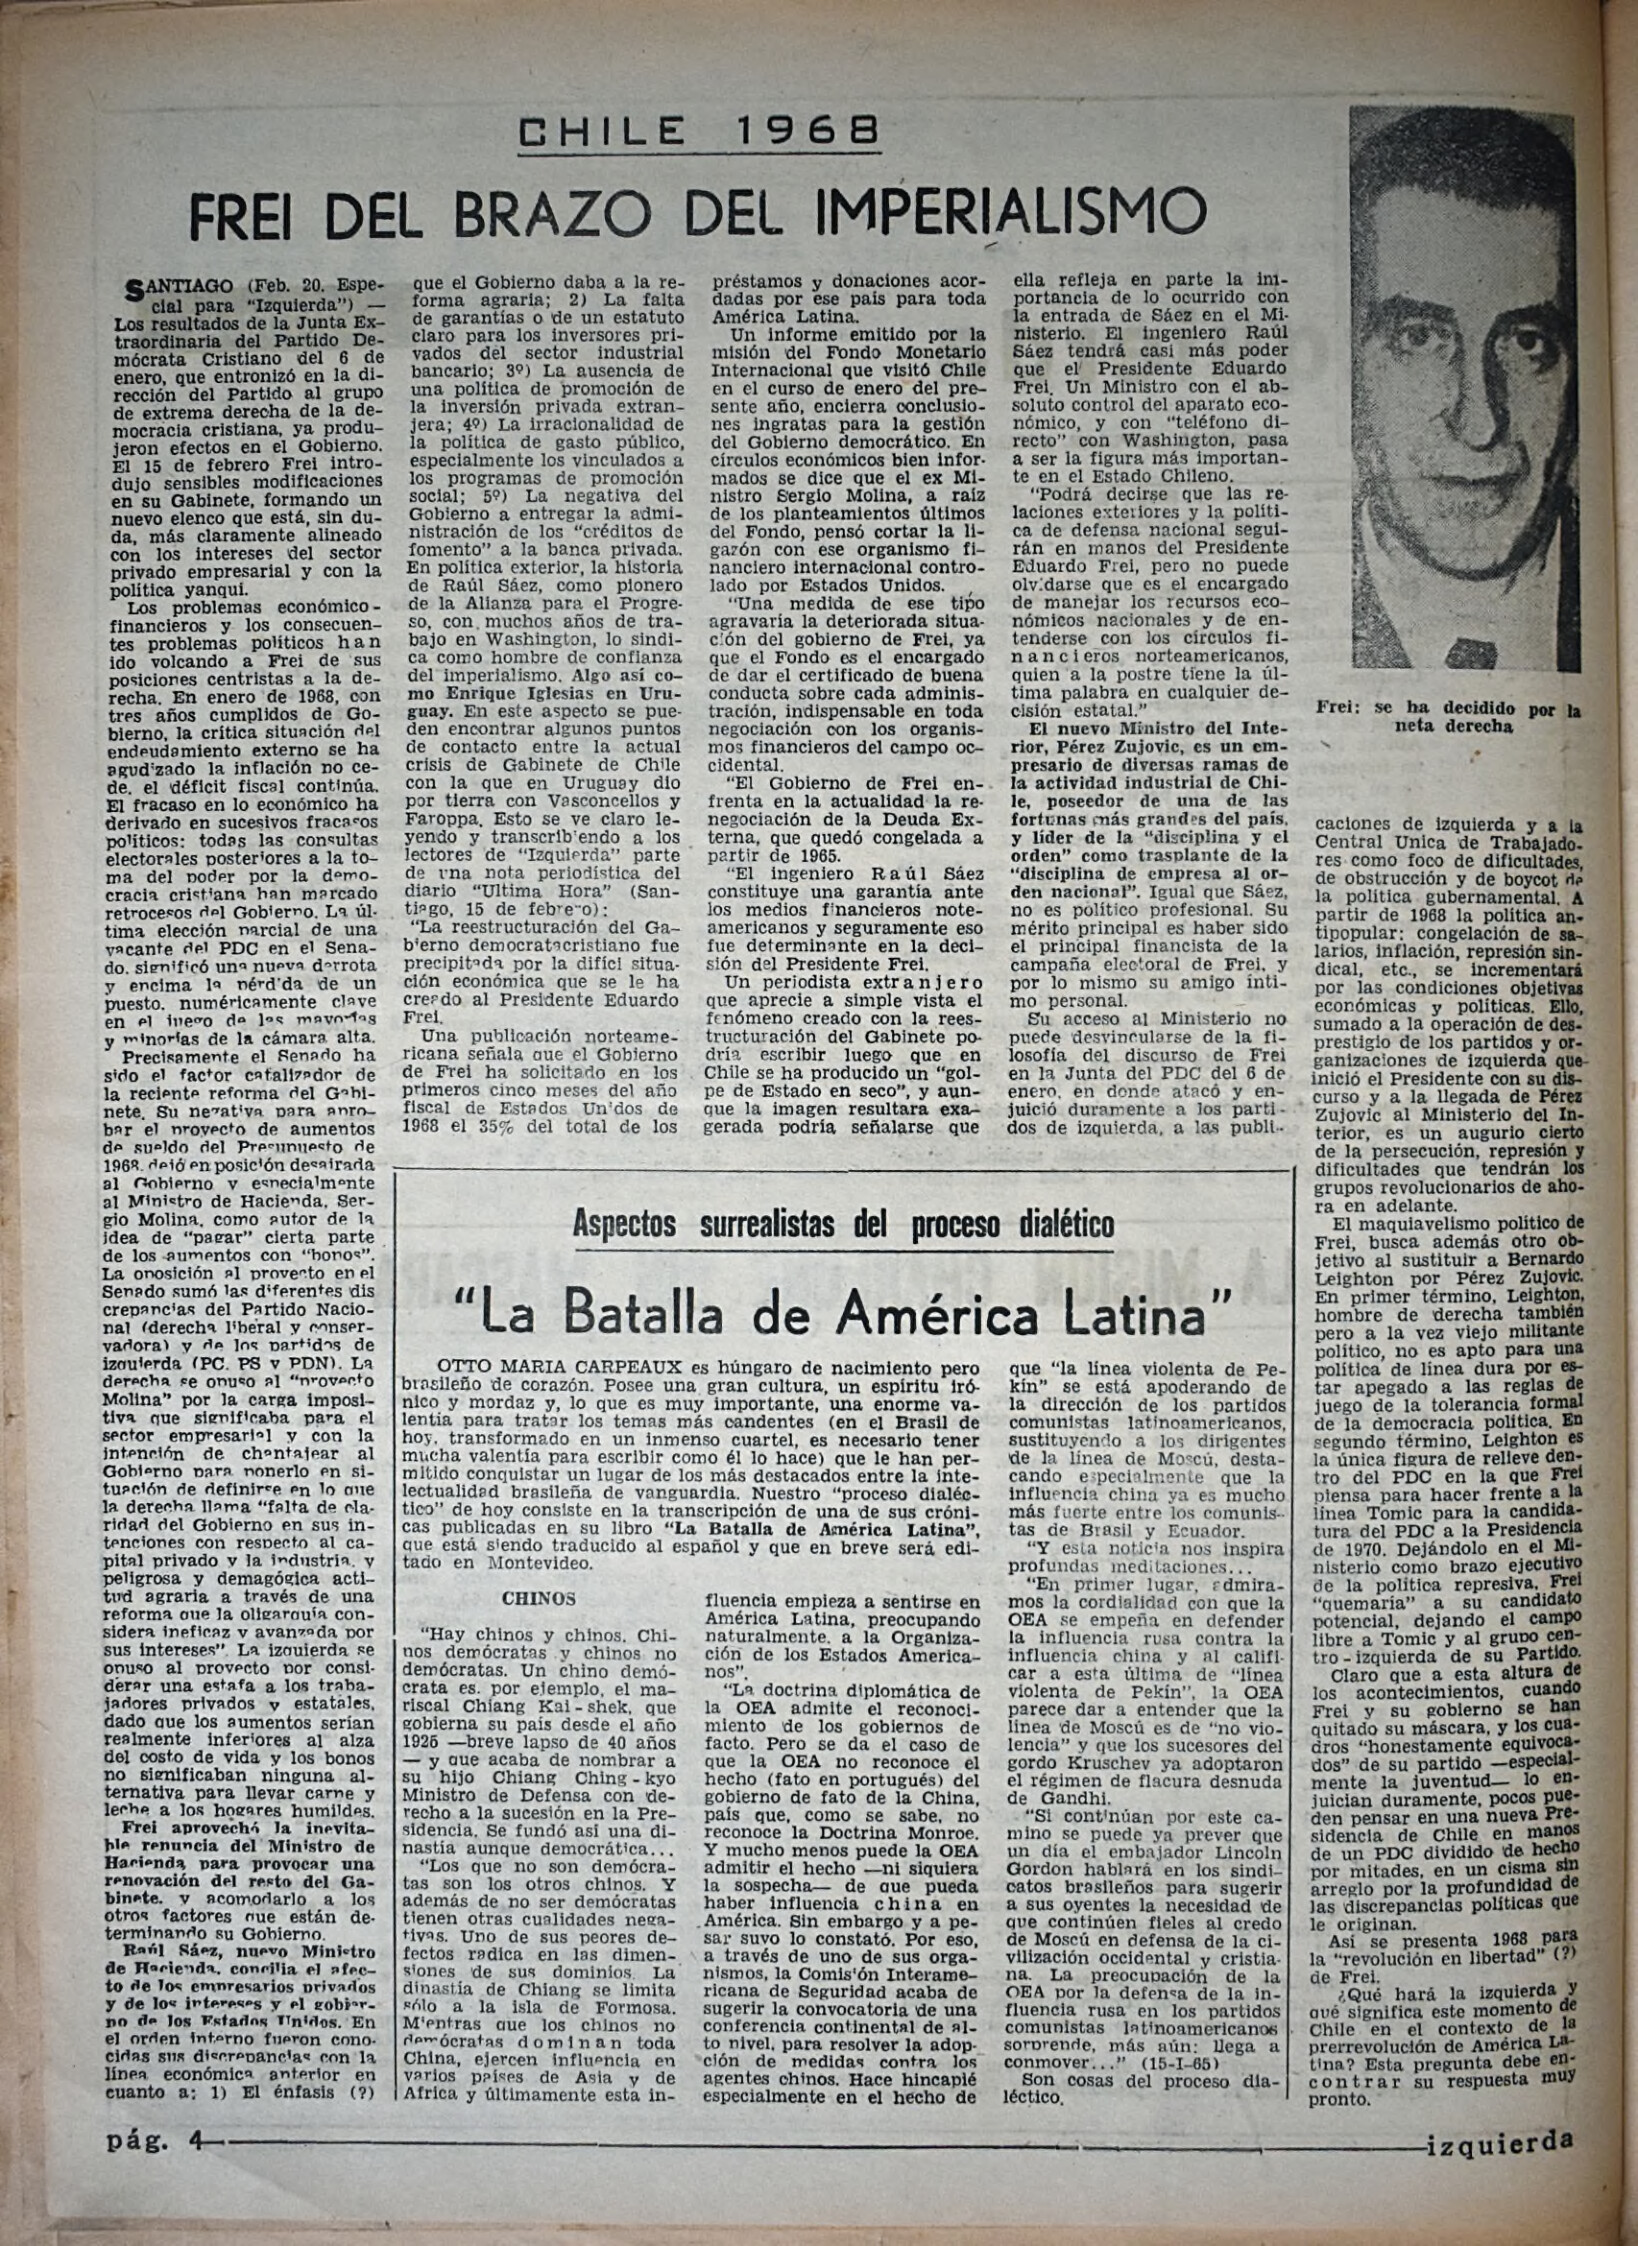 CHILE 1968
FREI DEL BRAZO DEL IMPERIALISMO
SANTIAGO (Feb. 20. Espe-
cial para "Izquierda") —
Los resultados de la Junta Ex-
traordinaria del Partido De-
mócrata Cristiano del 6 de
enero, que entronizó en la di-
rección del Partido al grupo
de extrema derecha de la de-
mocracia cristiana, ya produ-
jeron efectos en el Gobierno.
El 15 de febrero Frei intro-
dujo sensibles modificaciones
en su Gabinete, formando un
nuevo elenco que está, sin du-
da, más claramente alineado
con los intereses del sector
privado empresarial y con la
política yanqui.
Los problemas económico-
financieros y los consecuen-
tes problemas políticos han
ido volcando a Frei de sus
posiciones centristas a la de-
recha. En enero de 1968, con
tres años cumplidos de Go-
bierno, la crítica situación del
endeudamiento externo se ha
agud'zado la inflación no ce-
de, el déficit fiscal continúa.
El fracaso en lo económico ha
derivado en sucesivos fracasos
políticos: todas las consultas
electorales posteriores a la to-
ma del poder por la demo-
cracia cristiana han marcado
retrocesos del Gobierno. La úl-
tima elección parcial de una
vacante del PDC en el Sena-
do, significó una nueva derrota
y encima la pérd'da de un
puesto, numéricamente clave
en el juego de las mayorías
y minorías de la cámara alta.
Precisamente el Senado ha
sido el factor catalizador de
la reciente reforma del Gabi-
nete. Su negativa para apro-
bar el proyecto de aumentos
de sueldo del Presupuesto de
1968, dejó en posición desairada
al Gobierno y especialmente
al Ministro de Hacienda, Ser-
gio Molina, como autor de la
idea de "pagar" cierta parte
de los aumentos con "bonos".
La oposición al proyecto en el
Senado sumó las diferentes dis
crepancias del Partido Nacio-
nal (derecha liberal y conser-
vadora) y de los partidos de
izquierda (PC, PS y PDN). La
derecha se opuso al "proyecto
Molina" por la carga imposi-
tiva que significaba para el
sector empresarial y con la
intención de chantajear al
Gobierno para ponerlo en si-
tuación de definirse en lo que
la derecha llama "falta de cla-
ridad del Gobierno en sus in-
tenciones con respecto al ca-
pital privado y la industria, y
peligrosa y demagógica acti-
tud agraria a través de una
reforma que la oligarquía con-
sidera ineficaz y avanzada por
sus intereses". La izquierda se
opuso al proyecto por consi-
derar una estafa a los traba-
jadores privados y estatales,
dado que los aumentos serían
realmente inferiores al alza
del costo de vida y los bonos
no significaban ninguna al-
ternativa para llevar carne y
leche a los hogares humildes.
Frei aprovechó la inevita-
ble renuncia del Ministro de
Hacienda para provocar una
renovación del resto del Ga-
binete, y acomodarlo a los
otros factores que están de-
terminando su Gobierno.
Raúl Sáez, nuevo Ministro
de Hacienda, concilia el afec-
to de los empresarios privados
y de los intereses y el gobier-
no de los Estados Unidos. En
el orden interno fueron cono-
cidas sus discrepancias con la
línea económica anterior en
cuanto a: 1) El énfasis (?)
que el Gobierno daba a la re-
forma agraria; 2) La falta
de garantías o de un estatuto
claro para los inversores pri-
vados del sector industrial
bancario; 3º) La ausencia de
una política de promoción de
la inversión privada extran-
jera; 4º) La irracionalidad de
la política de gasto público,
especialmente los vinculados a
los programas de promoción
social; 5º) La negativa del
Gobierno a entregar la admi-
nistración de los "créditos de
fomento" a la banca privada.
En política exterior, la historia
de Raúl Sáez, como pionero
de la Alianza para el Progre-
so, con muchos años de tra-
bajo en Washington, lo sindi-
ca como hombre de confianza
del imperialismo. Algo así co-
mo Enrique Iglesias en Uru-
guay. En este aspecto se pue-
den encontrar algunos puntos
de contacto entre la actual
crisis de Gabinete de Chile
con la que en Uruguay dio
por tierra con Vasconcellos y
Faroppa. Esto se ve claro le-
yendo y transcrib'endo a los
lectores de "Izquierda" parte
de una nota periodística del
diario "Ultima Hora" (San-
tiago, 15 de febrero):
"La reestructuración del Ga-
b'erno democratacristiano fue
precipitada por la difíci situa-
ción económica que se le ha
creado al Presidente Eduardo
Frei.
Una publicación norteame-
ricana señala que el Gobierno
de Frei ha solicitado en los
primeros cinco meses del año
fiscal de Estados Un'dos de
1968 el 35% del total de los
préstamos y donaciones acor-
dadas por ese país para toda
América Latina.
Un informe emitido por la
misión del Fondo Monetario
Internacional que visitó Chile
en el curso de enero del pre-
sente año, encierra conclusio-
nes ingratas para la gestión
del Gobierno democrático. En
círculos económicos bien infor-
mados se dice que el ex Mi-
nistro Sergio Molina, a raíz
de los planteamientos últimos
del Fondo, pensó cortar la li-
gazón con ese organismo fi-
nanciero internacional contro-
lado por Estados Unidos.
"Una medida de ese tipo
agravaría la deteriorada situa-
ción del gobierno de Frei, ya
que el Fondo es el encargado
de dar el certificado de buena
conducta sobre cada adminis-
tración, indispensable en toda
negociación con los organis-
mos financieros del campo oc-
cidental.
"El Gobierno de Frei en-
frenta en la actualidad la re-
negociación de la Deuda Ex-
terna, que quedó congelada a
partir de 1965.
"El ingeniero Raúl Sáez
constituye una garantía ante
los medios financieros note-
americanos y seguramente eso
fue determinante en la deci-
sión del Presidente Frei.
Un periodista extranjero
que aprecie a simple vista el
fenómeno creado con la rees-
tructuración del Gabinete po-
dría escribir luego que en
Chile se ha producido un "gol-
pe de Estado en seco", y aun-
que la imagen resultara exa-
gerada podría señalarse que
ella refleja en parte la im-
portancia de lo ocurrido con
la entrada de Sáez en el Mi-
nisterio. El ingeniero Raúl
Sáez tendrá casi más poder
que el Presidente Eduardo
Frei. Un Ministro con el ab-
soluto control del aparato eco-
nómico, y con "teléfono di-
recto" con Washington, pasa
a ser la figura más importan-
te en el Estado Chileno.
"Podrá decirse que las re-
laciones exteriores y la políti-
ca de defensa nacional segui-
rán en manos del Presidente
Eduardo Frei, pero no puede
olv:darse que es el encargado
de manejar los recursos eco-
nómicos nacionales y de en-
tenderse con los círculos fi-
nancieros norteamericanos,
quien a la postre tiene la úl-
tima palabra en cualquier de-
cisión estatal."
El nuevo Ministro del Inte-
rior, Pérez Zujovic, es un em-
presario de diversas ramas de
la actividad industrial de Chi-
le, poseedor de una de las
fortunas más grandes del país,
y líder de la "disciplina y el
orden" como trasplante de la
"disciplina de empresa al or-
den nacional". Igual que Sáez,
no es político profesional. Su
mérito principal es haber sido
el principal financista de la
campaña electoral de Frei, y
por lo mismo su amigo ínti-
mo personal.
Su acceso al Ministerio no
puede desvincularse de la fi-
losofía del discurso de Frei
en la Junta del PDC del 6 de
enero, en donde atacó y en-
juició duramente a los parti-
dos de izquierda, a las publi-
Frei: se ha decidido por la
neta derecha
caciones de izquierda y a la
Central Unica de Trabajado-
res como foco de dificultades,
de obstrucción y de boycot de
la política gubernamental. A
partir de 1968 la política an-
tipopular: congelación de sa-
larios, inflación, represión sin-
dical, etc., se incrementará
por las condiciones objetivas
económicas y políticas. Ello,
sumado a la operación de des-
prestigio de los partidos y or-
ganizaciones de izquierda que
inició el Presidente con su dis-
curso y a la llegada de Pérez
Zujovic al Ministerio del In-
terior, es un augurio cierto
de la persecución, represión y
dificultades que tendrán los
grupos revolucionarios de aho-
ra en adelante.
El maquiavelismo político de
Frei, busca además otro ob-
jetivo al sustituir a Bernardo
Leighton por Pérez Zujovic.
En primer término, Leighton,
hombre de derecha también
pero a la vez viejo militante
político, no es apto para una
política de línea dura por es-
tar apegado a las reglas de
juego de la tolerancia formal
de la democracia política. En
segundo término, Leighton es
la única figura de relieve den-
tro del PDC en la que Frei
piensa para hacer frente a la
línea Tomic para la candida-
tura del PDC a la Presidencia
de 1970. Dejándolo en el Mi-
nisterio como brazo ejecutivo
de la política represiva, Frei
"quemaría" a su candidato
potencial, dejando el campo
libre a Tomic y al grupo cen-
tro-izquierda de su Partido.
Claro que a esta altura de
los acontecimientos, cuando
Frei y su gobierno se han
quitado su máscara, y los cua-
dros "honestamente equivoca-
dos" de su partido —especial-
mente la juventud— lo en-
juician duramente, pocos pue-
den pensar en una nueva Pre-
sidencia de Chile en manos
de un PDC dividido de hecho
por mitades, en un cisma sin
arreglo por la profundidad de
las discrepancias políticas que
le originan.
Así se presenta 1968 para
la "revolución en libertad" (?)
de Frei.
¿Qué hará la izquierda y
qué significa este momento de
Chile en el contexto de la
prerrevolución de América La-
tina? Esta pregunta debe en-
contrar su respuesta muy
pronto.
Aspectos surrealistas del proceso dialético
"La Batalla de América Latina"
OTTO MARIA CARPEAUX es húngaro de nacimiento pero
brasileño de corazón. Posee una gran cultura, un espíritu iró-
nico y mordaz y, lo que es muy importante, una enorme va-
lentía para tratar los temas más candentes (en el Brasil de
hoy, transformado en un inmenso cuartel, es necesario tener
mucha valentía para escribir como él lo hace) que le han per-
mitido conquistar un lugar de los más destacados entre la inte-
lectualidad brasileña de vanguardia. Nuestro "proceso dialéc-
tico" de hoy consiste en la transcripción de una de sus cróni-
cas publicadas en su libro "La Batalla de América Latina",
que está siendo traducido al español y que en breve será edi-
tado en Montevideo.
CHINOS
"Hay chinos y chinos. Chi-
nos demócratas y chinos no
demócratas. Un chino demó-
crata es, por ejemplo, el ma-
riscal Chiang Kai-shek, que
gobierna su país desde el año
1925 —breve lapso de 40 años
— y que acaba de nombrar a
su hijo Chiang Ching-kyo
Ministro de Defensa con de-
recho a la sucesión en la Pre-
sidencia. Se fundó así una di-
nastía aunque democrática...
"Los que no son demócra-
tas son los otros chinos. Y
además de no ser demócratas
tienen otras cualidades nega-
tivas. Uno de sus peores de-
fectos radica en las dimen-
siones de sus dominios. La
dinastía de Chiang se limita
sólo a la isla de Formosa.
M'entras que los chinos no
demócratas dominan toda
China, ejercen influencia en
varios países de Asia y de
Africa y últimamente esta in-
fluencia empieza a sentirse en
América Latina, preocupando
naturalmente, a la Organiza-
ción de los Estados America-
nos".
"La doctrina diplomática de
la OEA admite el reconoci-
miento de los gobiernos de
facto. Pero se da el caso de
que la OEA no reconoce el
hecho (fato en portugués) del
gobierno de fato de la China,
país que, como se sabe, no
reconoce la Doctrina Monroe.
Y mucho menos puede la OEA
admitir el hecho —ni siquiera
la sospecha— de que pueda
haber influencia china en
América. Sin embargo y a pe-
sar suyo lo constató. Por eso,
a través de uno de sus orga-
nismos, la Comis'ón Interame-
ricana de Seguridad acaba de
sugerir la convocatoria de una
conferencia continental de al-
to nivel, para resolver la adop-
ción de medidas contra los
agentes chinos. Hace hincapié
especialmente en el hecho de
que "la línea violenta de Pe-
kín" se está apoderando de
la dirección de los partidos
comunistas latinoamericanos,
sustituyendo a los dirigentes
de la línea de Moscú, desta-
cando especialmente que la
influencia china ya es mucho
más fuerte entre los comunis-
tas de Brasil y Ecuador.
"Y esta noticia nos inspira
profundas meditaciones...
"En primer lugar, admira-
mos la cordialidad con que la
OEA se empeña en defender
la influencia rusa contra la
influencia china y al califi-
car a esta última de "línea
violenta de Pekín", la OEA
parece dar a entender que la
línea de Moscú es de "no vio-
lencia" y que los sucesores del
gordo Kruschev ya adoptaron
el régimen de flacura desnuda
de Gandhi.
"Si cont'núan por este ca-
mino se puede ya prever que
un día el embajador Lincoln
Gordon hablará en los sindi-
catos brasileños para sugerir
a sus oyentes la necesidad de
que continúen fieles al credo
de Moscú en defensa de la ci-
vilización occidental y cristia-
na. La preocupación de la
OEA por la defensa de la in-
fluencia rusa en los partidos
comunistas latinoamericanos
sorprende, más aún: llega a
conmover..." (15-I-65)
Son cosas del proceso dia-
léctico.
pág. 4
izquierda